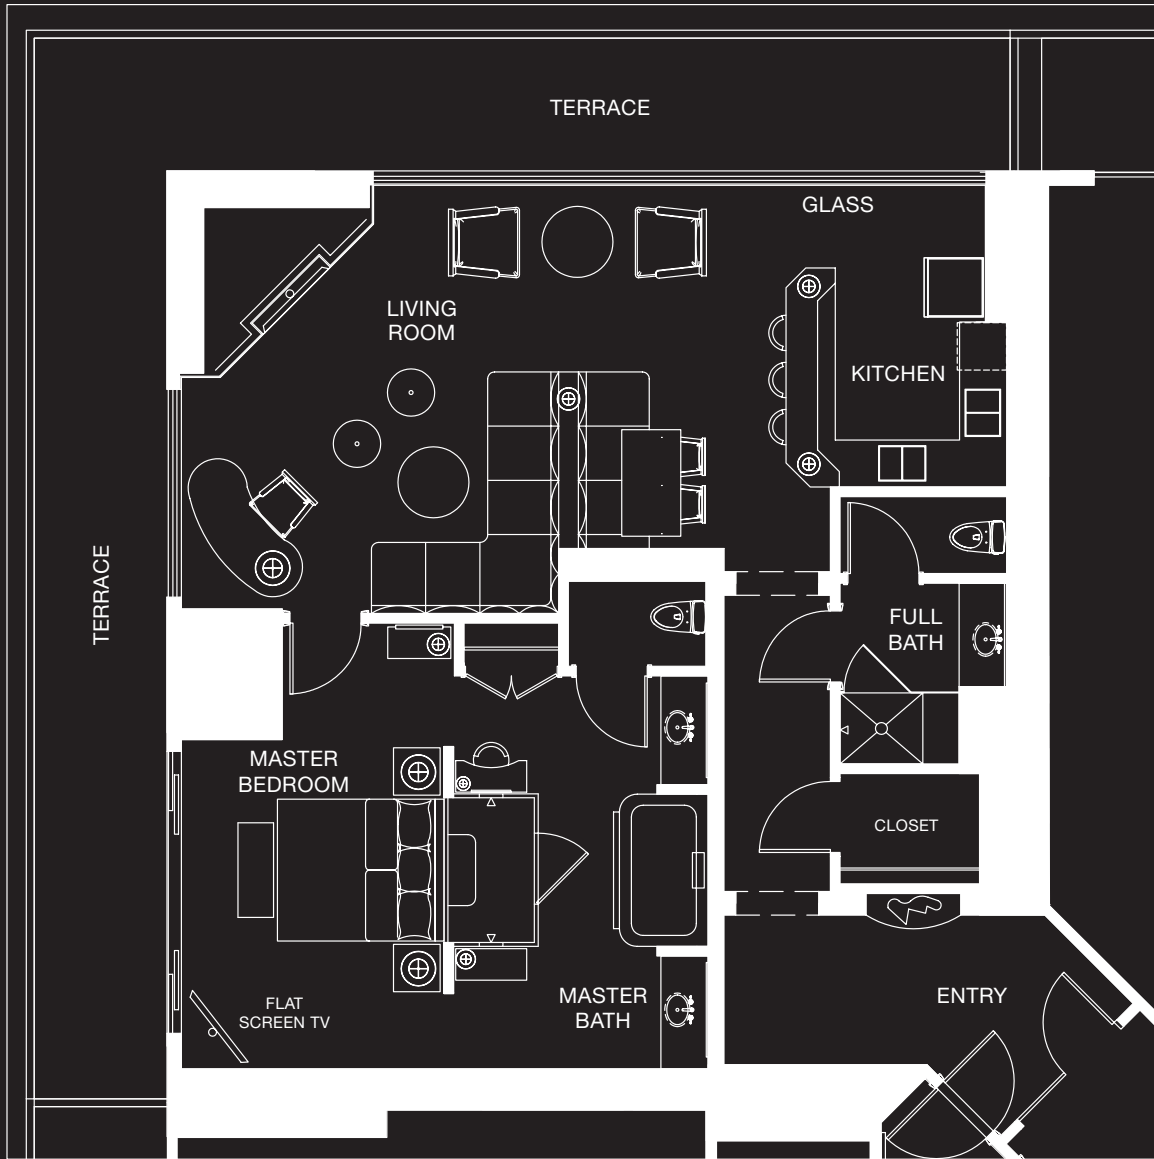 TERRACE
GLASS
LIVING
ROOM
KITCHEN
TERRACE
FULL
BATH
MASTER
BEDROOM
CLOSET
FLAT
SCREEN TV
MASTER
BATH
ENTRY